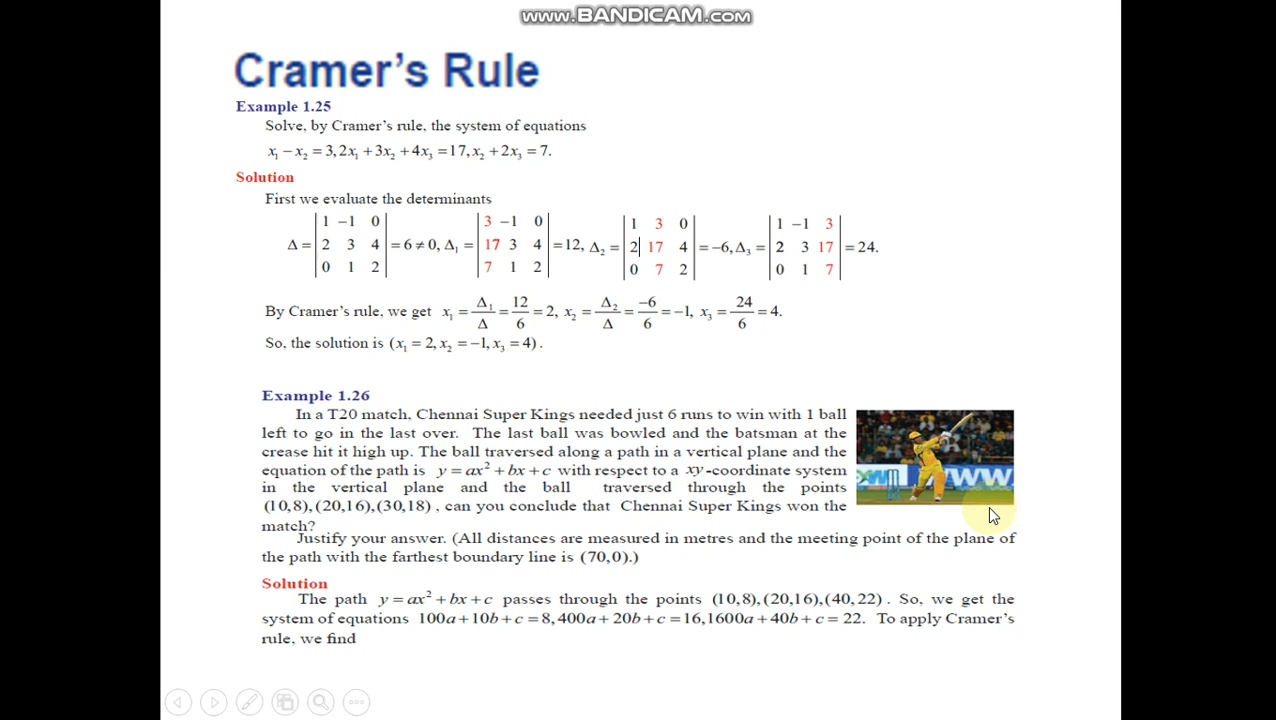 www.BANDICAM.com
Cramer's Rule
Example 1.25
Solve, by Cramer's rule, the system of equations
x₁ − x₂ = 3, 2x₁ + 3x₂ + 4x₃ = 17, x₂ + 2x₃ = 7.
Solution
First we evaluate the determinants
Δ = |1 −1 0; 2 3 4; 0 1 2| = 6 ≠ 0, Δ₁ = |3 −1 0; 17 3 4; 7 1 2| = 12, Δ₂ = |1 3 0; 2 17 4; 0 7 2| = −6, Δ₃ = |1 −1 3; 2 3 17; 0 1 7| = 24.
By Cramer's rule, we get x₁ = Δ₁/Δ = 12/6 = 2, x₂ = Δ₂/Δ = −6/6 = −1, x₃ = 24/6 = 4.
So, the solution is (x₁ = 2, x₂ = −1, x₃ = 4).
Example 1.26
In a T20 match, Chennai Super Kings needed just 6 runs to win with 1 ball
left to go in the last over. The last ball was bowled and the batsman at the
crease hit it high up. The ball traversed along a path in a vertical plane and the
equation of the path is y = ax² + bx + c with respect to a xy-coordinate system
in the vertical plane and the ball traversed through the points
(10,8),(20,16),(30,18), can you conclude that Chennai Super Kings won the
match?
Justify your answer. (All distances are measured in metres and the meeting point of the plane of
the path with the farthest boundary line is (70,0).)
Solution
The path y = ax² + bx + c passes through the points (10,8),(20,16),(40,22). So, we get the
system of equations 100a + 10b + c = 8, 400a + 20b + c = 16, 1600a + 40b + c = 22. To apply Cramer's
rule, we find